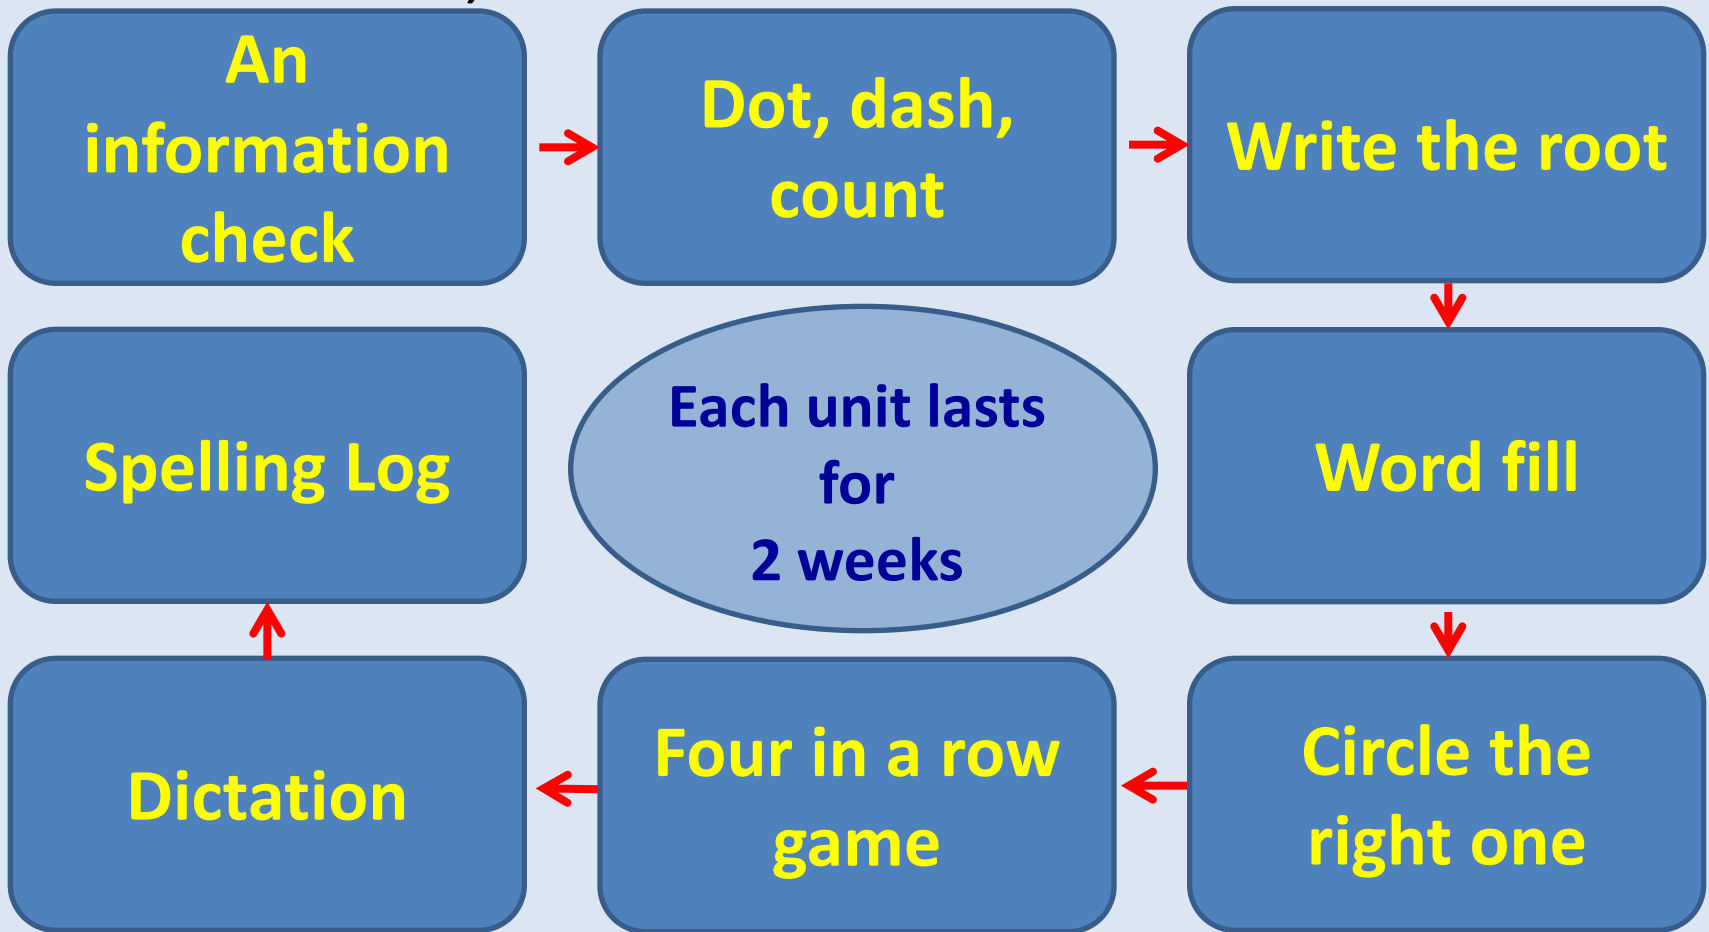 An
information
check
Dot, dash,
count
Write the root
Word fill
Circle the
right one
Four in a row
game
Dictation
Spelling Log
Each unit lasts
for
2 weeks